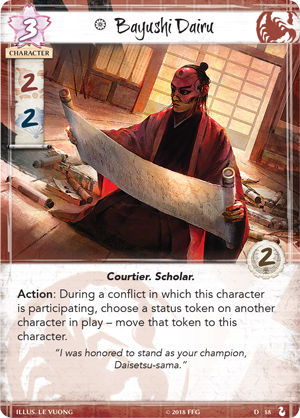 3
Bayushi Dairu
CHARACTER
2
2
2
Courtier. Scholar.
Action: During a conflict in which this character
is participating, choose a status token on another
character in play – move that token to this
character.
“I was honored to stand as your champion,
Daisetsu-sama.”
ILLUS. LE VUONG
© 2018 FFG
D 18